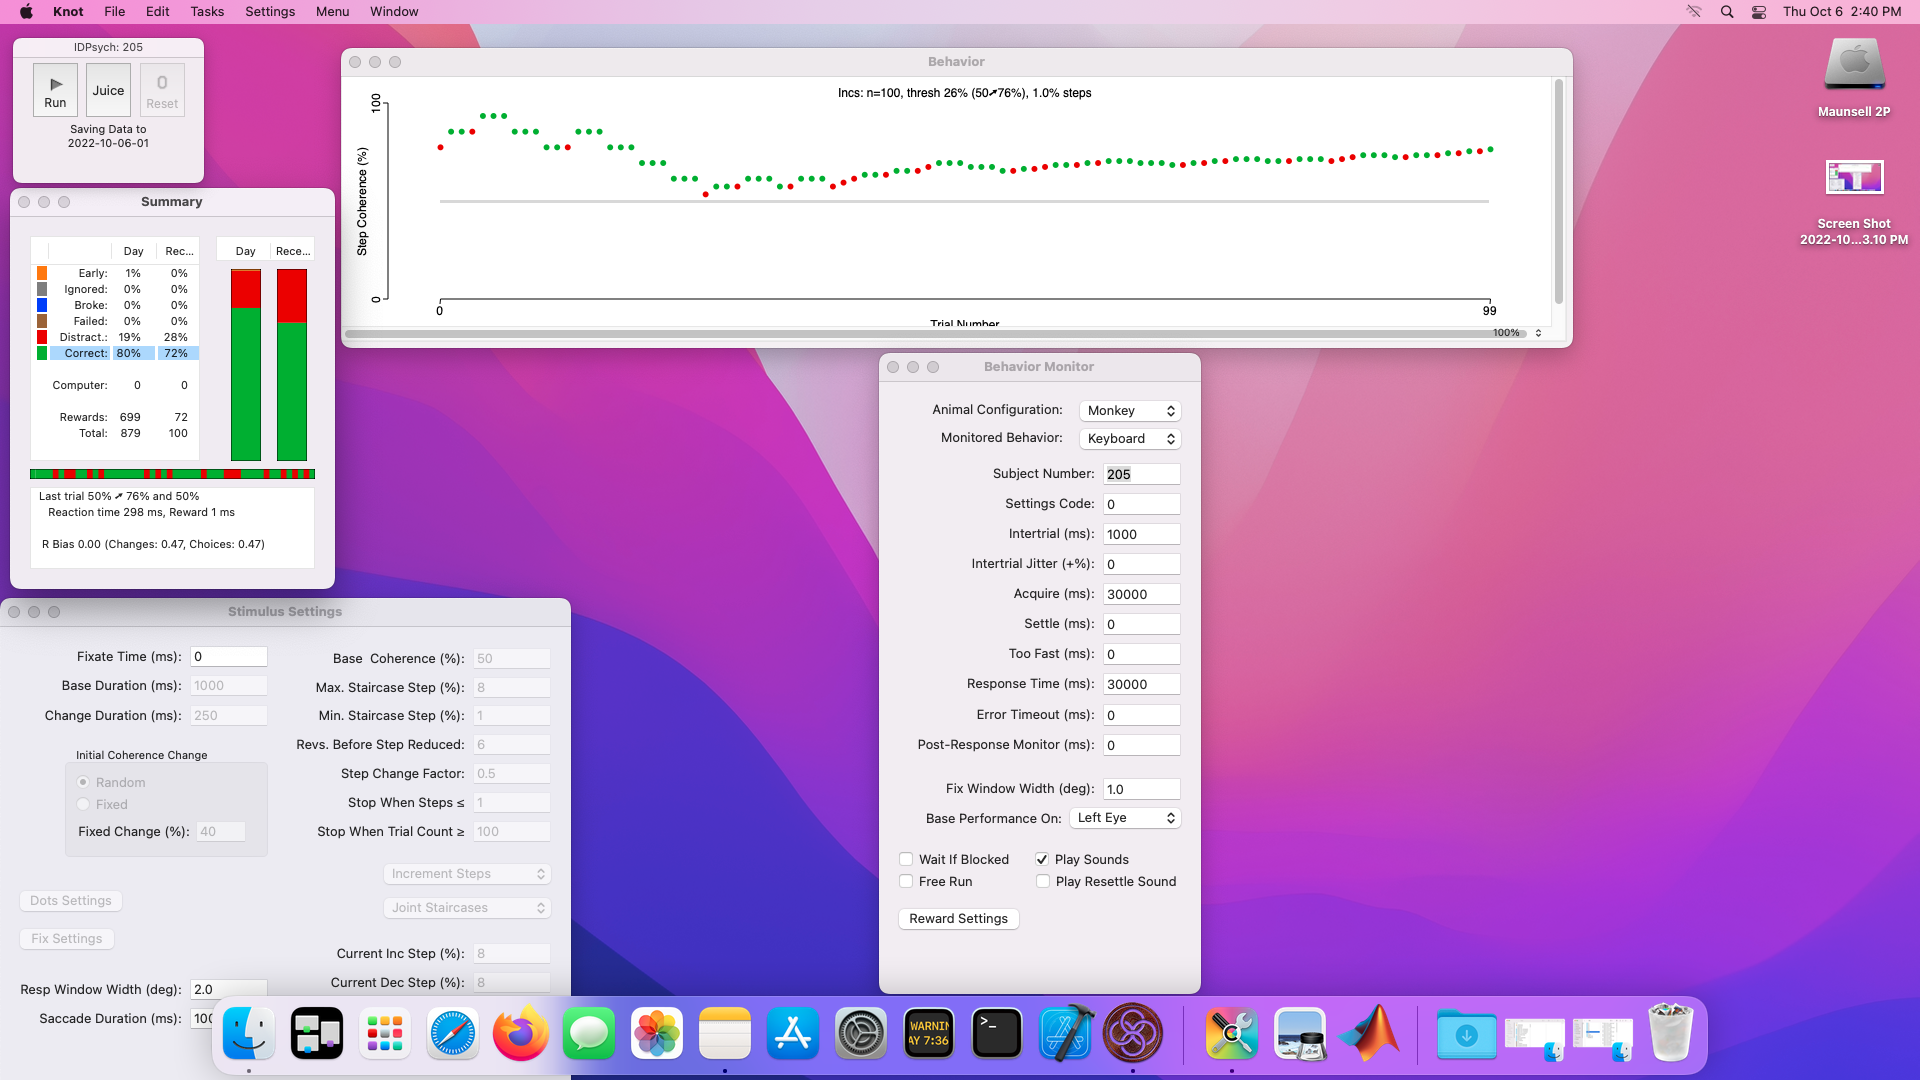 Knot File Edit Tasks Settings Menu Window Thu Oct 6 2:40 PM
IDPsych: 205
Run
Juice
0
Reset
Saving Data to
2022-10-06-01
Summary
Day Rec...
Early: 1% 0%
Ignored: 0% 0%
Broke: 0% 0%
Failed: 0% 0%
Distract.: 19% 28%
Correct: 80% 72%
Computer: 0 0
Rewards: 699 72
Total: 879 100
Day Rece...
Last trial 50% ➚ 76% and 50%
Reaction time 298 ms, Reward 1 ms
R Bias 0.00 (Changes: 0.47, Choices: 0.47)
Behavior
Incs: n=100, thresh 26% (50➚76%), 1.0% steps
Step Coherence (%)
100
0
0
99
Trial Number
100%
Maunsell 2P
Screen Shot
2022-10...3.10 PM
Behavior Monitor
Animal Configuration: Monkey
Monitored Behavior: Keyboard
Subject Number: 205
Settings Code: 0
Intertrial (ms): 1000
Intertrial Jitter (+%): 0
Acquire (ms): 30000
Settle (ms): 0
Too Fast (ms): 0
Response Time (ms): 30000
Error Timeout (ms): 0
Post-Response Monitor (ms): 0
Fix Window Width (deg): 1.0
Base Performance On: Left Eye
Wait If Blocked Play Sounds
Free Run Play Resettle Sound
Reward Settings
Stimulus Settings
Fixate Time (ms): 0
Base Duration (ms): 1000
Change Duration (ms): 250
Initial Coherence Change
Random
Fixed
Fixed Change (%): 40
Dots Settings
Fix Settings
Resp Window Width (deg): 2.0
Saccade Duration (ms): 100
Base Coherence (%): 50
Max. Staircase Step (%): 8
Min. Staircase Step (%): 1
Revs. Before Step Reduced: 6
Step Change Factor: 0.5
Stop When Steps ≤ 1
Stop When Trial Count ≥ 100
Increment Steps
Joint Staircases
Current Inc Step (%): 8
Current Dec Step (%): 8
WARNIN
AY 7:36
>_